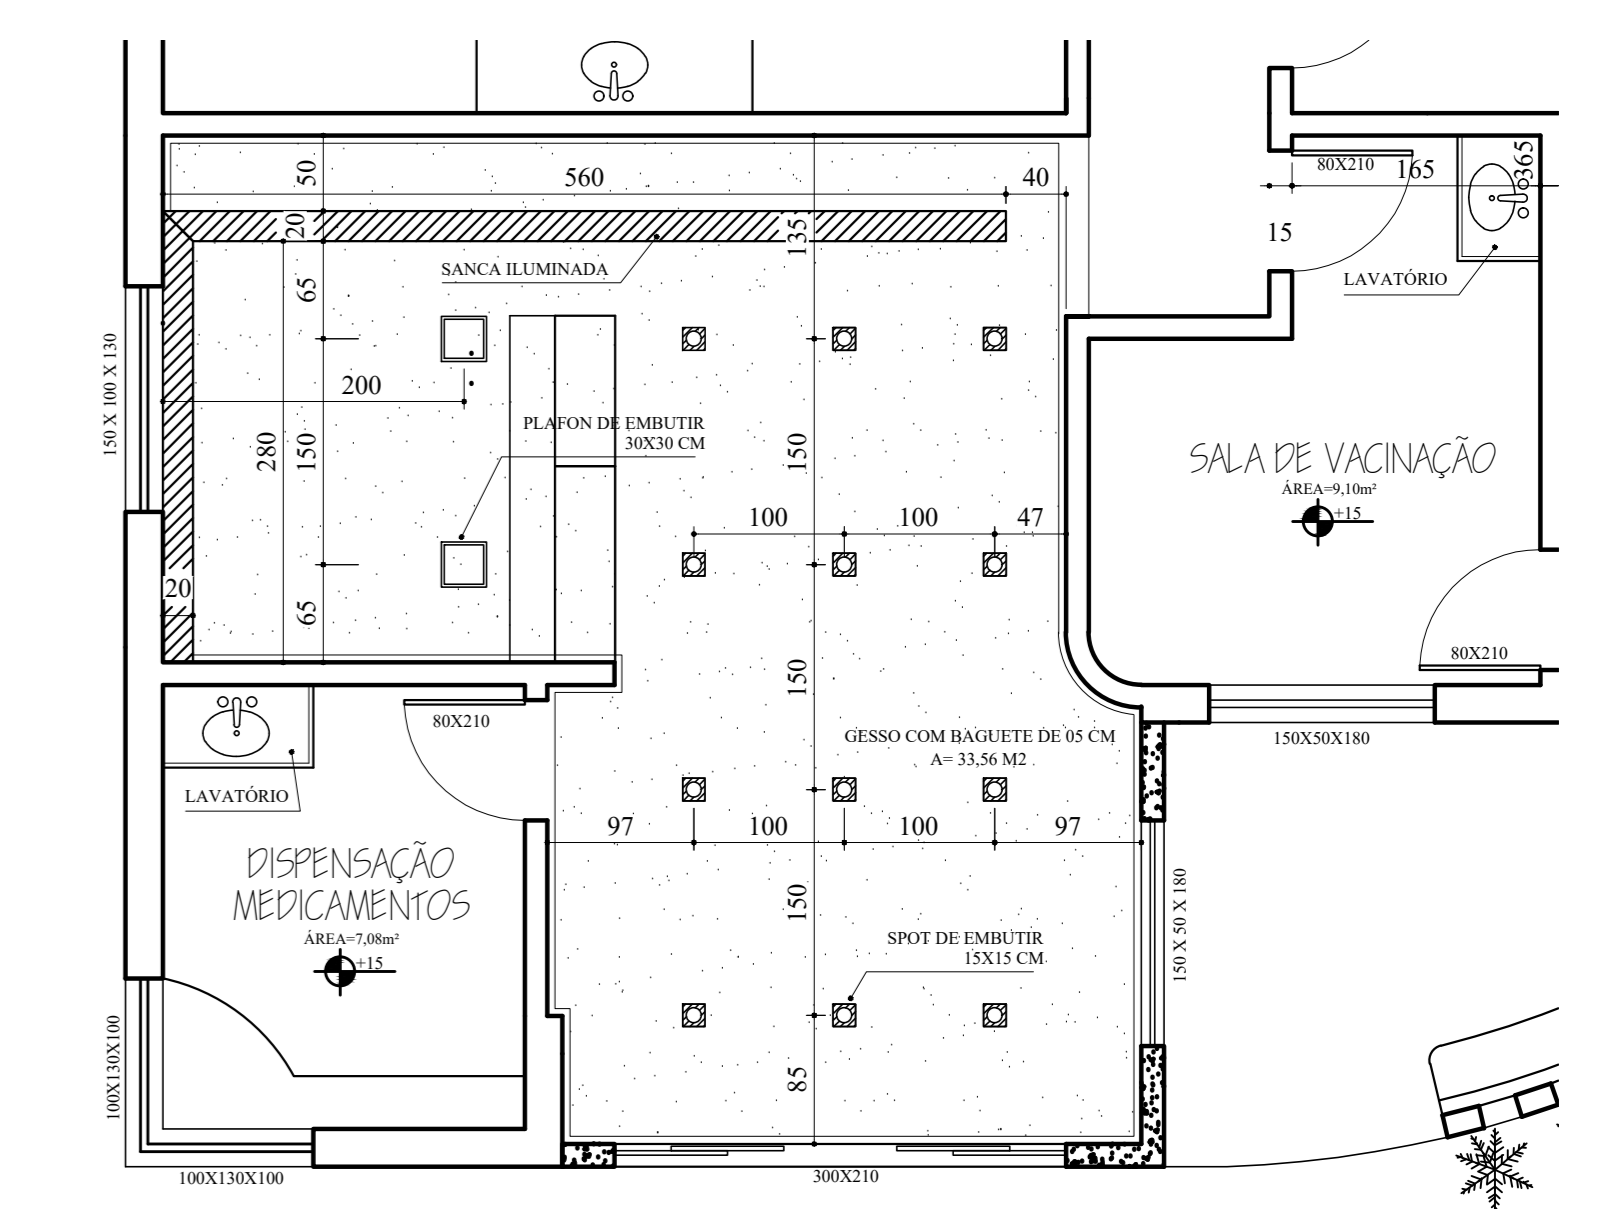 50
560
40
80X210
165
365
20
135
15
SANCA ILUMINADA
65
LAVATÓRIO
150 X 100 X 130
200
PLAFON DE EMBUTIR
30X30 CM
280
150
150
SALA DE VACINAÇÃO
ÁREA=9,10m²
+15
100
100
47
20
65
80X210
150
80X210
GESSO COM BAGUETE DE 05 CM
A= 33,56 M2
150X50X180
LAVATÓRIO
97
100
100
97
DISPENSAÇÃO
MEDICAMENTOS
ÁREA=7,08m²
+15
150
150 X 50 X 180
SPOT DE EMBUTIR
15X15 CM
100X130X100
85
100X130X100
300X210